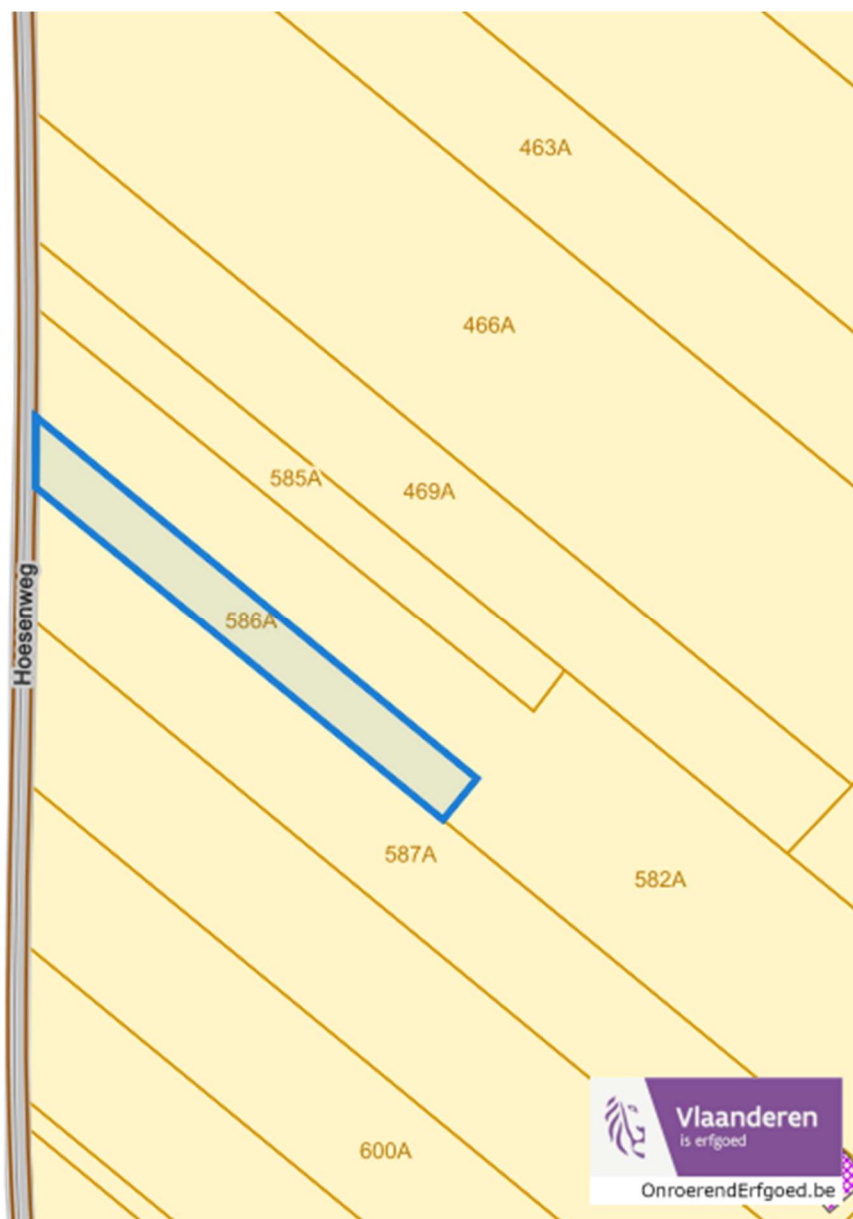 463A
466A
585A
469A
586A
Hoesenweg
587A
582A
600A
Vlaanderen
is erfgoed
OnroerendErfgoed.be